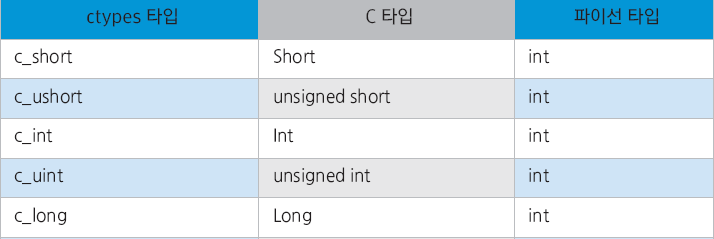 ctypes 타입 C 타입 파이선 타입
c_short Short int
c_ushort unsigned short int
c_int Int int
c_uint unsigned int int
c_long Long int